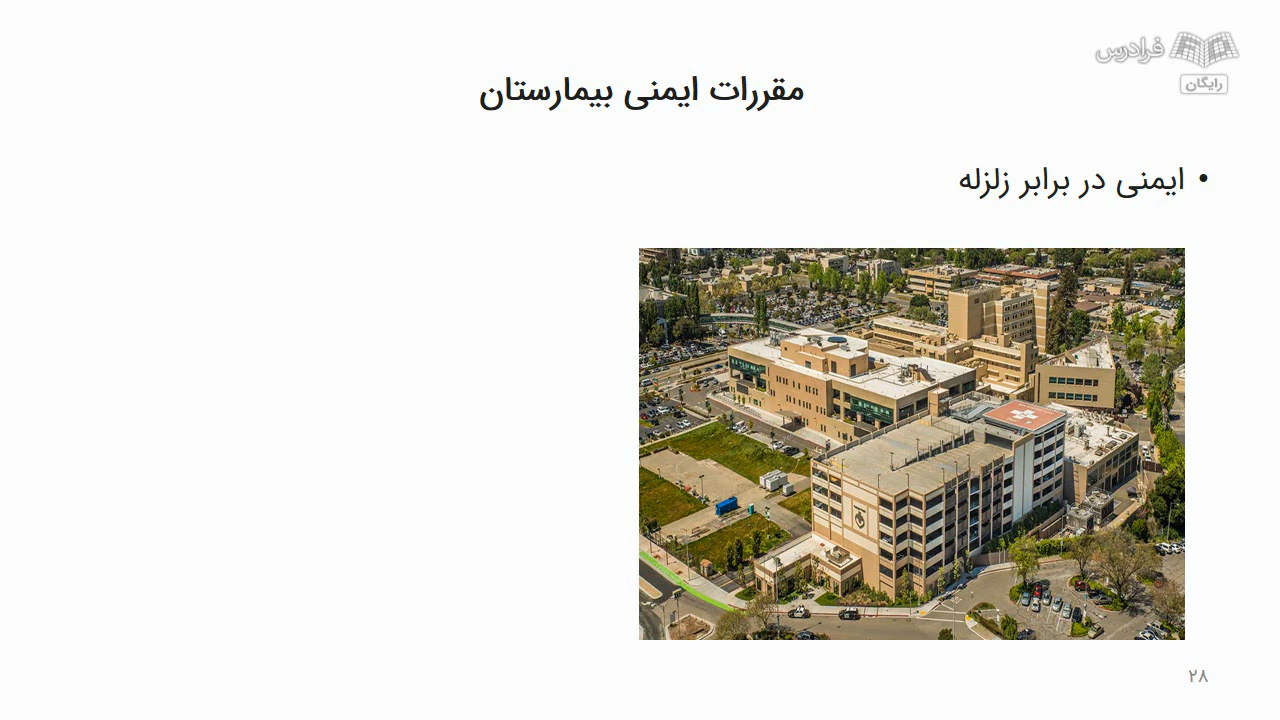 فرادرس
رایگان
مقررات ایمنی بیمارستان
• ایمنی در برابر زلزله
۲۸